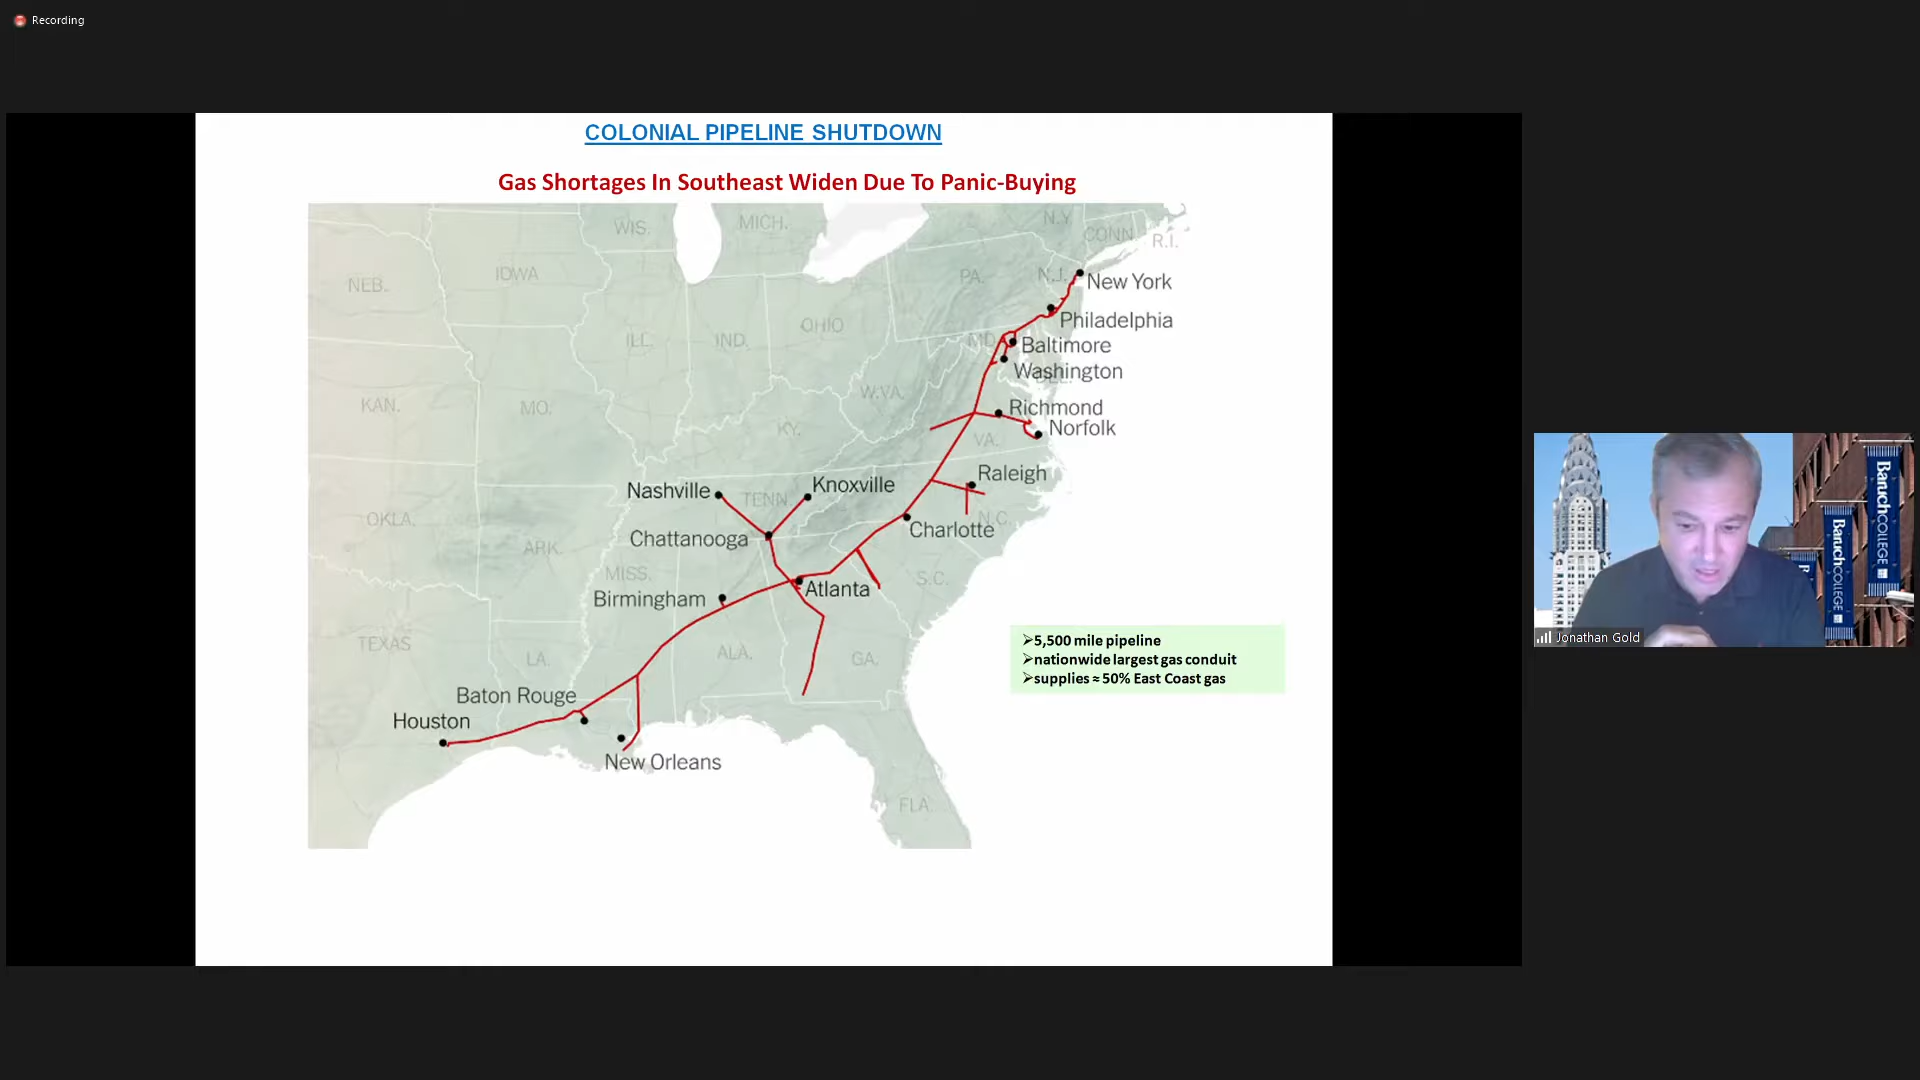 Recording
COLONIAL PIPELINE SHUTDOWN
Gas Shortages In Southeast Widen Due To Panic-Buying
WIS.
MICH.
N.Y.
CONN.
R.I.
NEB.
IOWA
PA.
N.J.
New York
ILL.
IND.
OHIO
Philadelphia
MD.
Baltimore
Washington
DEL.
KAN.
MO.
W.VA.
Richmond
KY.
VA.
Norfolk
Raleigh
Nashville
TENN.
Knoxville
OKLA.
N.C.
Charlotte
Chattanooga
ARK.
MISS.
S.C.
Birmingham
Atlanta
TEXAS
LA.
ALA.
GA.
➢5,500 mile pipeline
➢nationwide largest gas conduit
➢supplies ≈ 50% East Coast gas
Baton Rouge
Houston
New Orleans
FLA.
Baruch COLLEGE
Baruch COLLEGE
Jonathan Gold